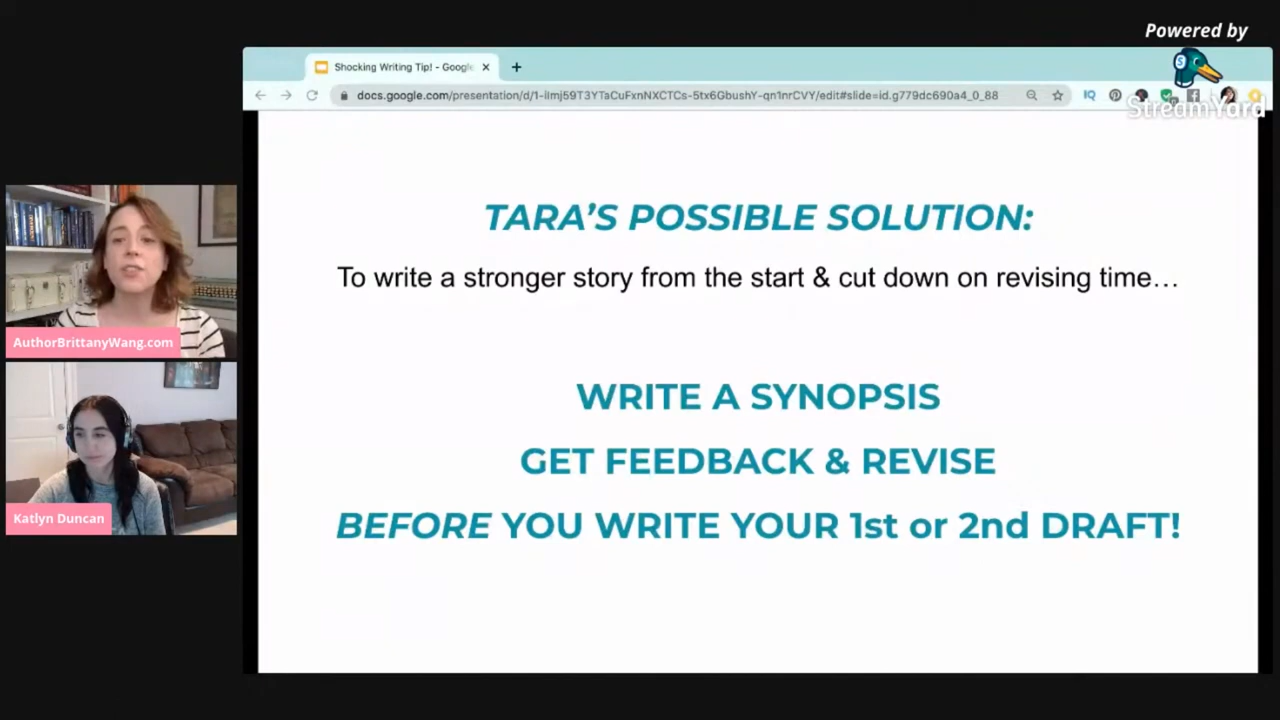 Powered by
StreamYard
Shocking Writing Tip! - Google
docs.google.com/presentation/d/1-iImj59T3YTaCuFxnNXCTCs-5tx6GbushY-qn1nrCVY/edit#slide=id.g779dc690a4_0_88
IQ
TARA'S POSSIBLE SOLUTION:
To write a stronger story from the start & cut down on revising time…
WRITE A SYNOPSIS
GET FEEDBACK & REVISE
BEFORE YOU WRITE YOUR 1st or 2nd DRAFT!
AuthorBrittanyWang.com
Katlyn Duncan